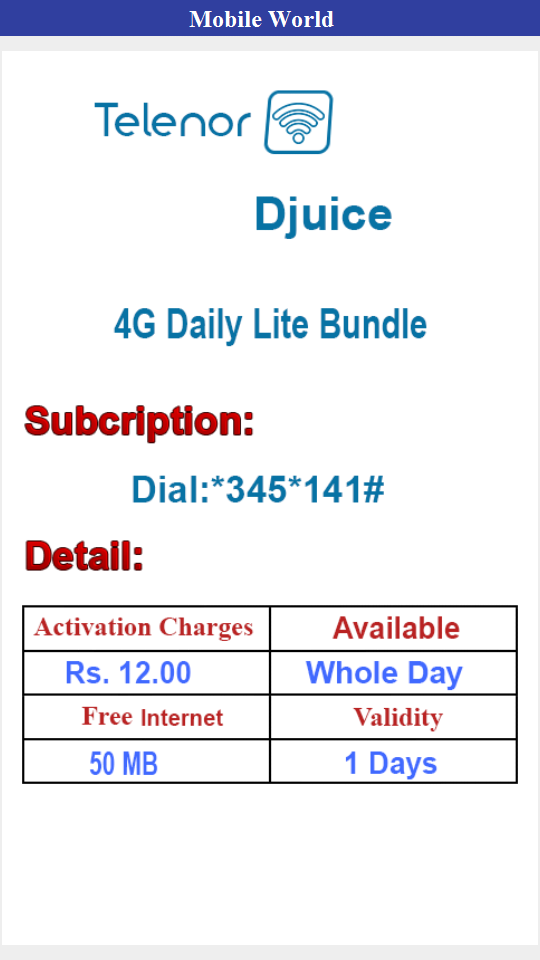 Mobile World
Telenor
Djuice
4G Daily Lite Bundle
Subcription:
Dial:*345*141#
Detail:
Activation Charges Available
Rs. 12.00 Whole Day
Free Internet Validity
50 MB 1 Days